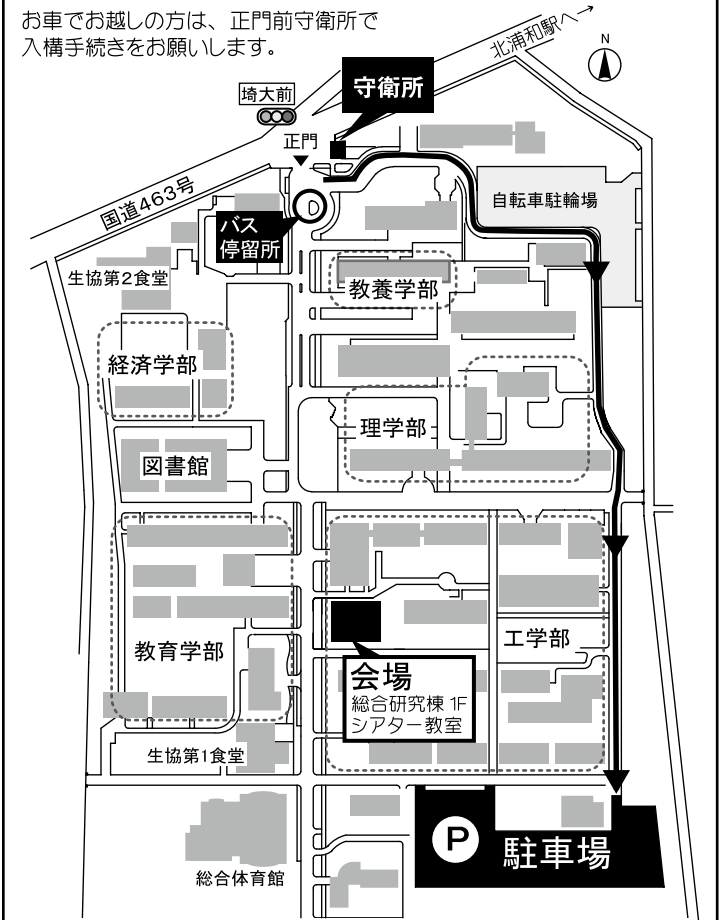 お車でお越しの方は、正門前守衛所で
入構手続きをお願いします。
北浦和駅へ
N
守衛所
埼大前
正門
国道463号
自転車駐輪場
バス
停留所
生協第2食堂
教養学部
経済学部
理学部
図書館
工学部
教育学部
会場
総合研究棟 1F
シアター教室
生協第1食堂
P
駐車場
総合体育館